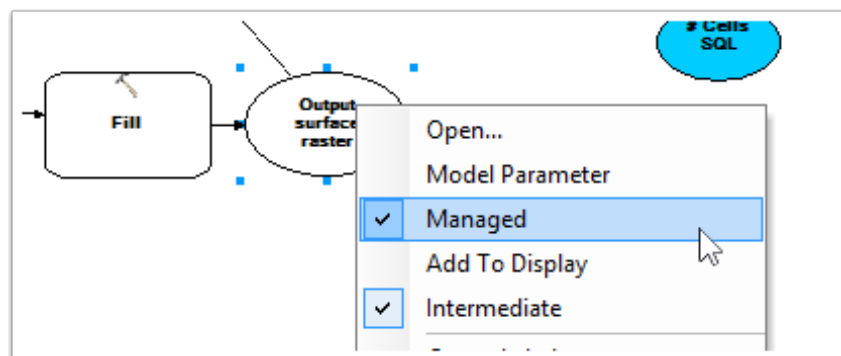 # Cells
SQL
Fill
Output
surface
raster
Open...
Model Parameter
Managed
Add To Display
Intermediate